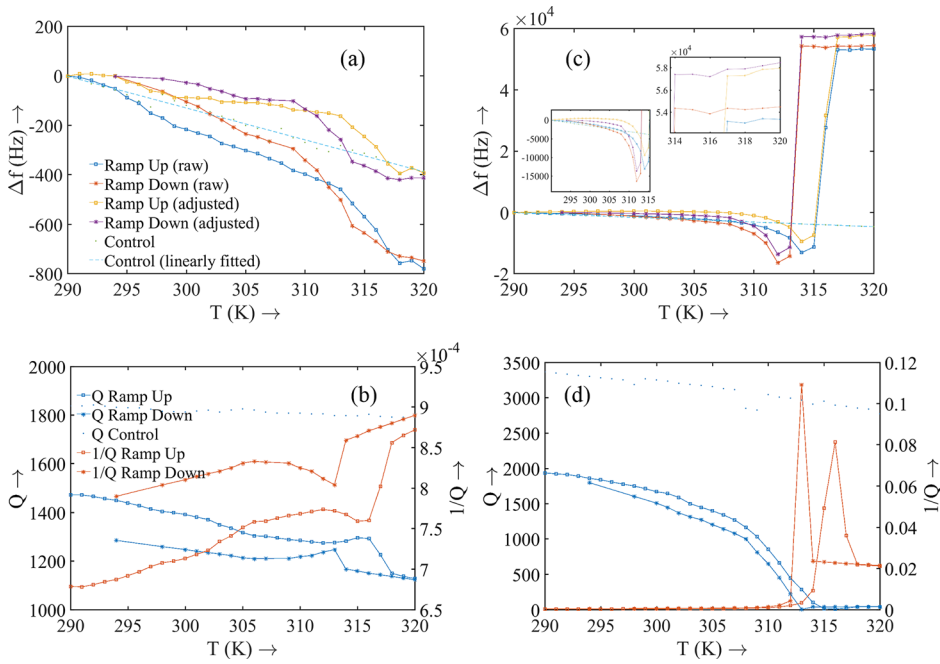 200
0
-200
-400
-600
-800
Δf (Hz) →
(a)
Ramp Up (raw)
Ramp Down (raw)
Ramp Up (adjusted)
Ramp Down (adjusted)
Control
Control (linearly fitted)
290 295 300 305 310 315 320
T (K) →
×10⁴
6
4
2
0
-2
Δf (Hz) →
(c)
×10⁴
5.8
5.6
5.4
314 316 318 320
0
-5000
-10000
-15000
295 300 305 310 315
290 295 300 305 310 315 320
T (K) →
2000
1800
1600
1400
1200
1000
Q →
(b)
Q Ramp Up
Q Ramp Down
Q Control
1/Q Ramp Up
1/Q Ramp Down
×10⁻⁴
9.5
9
8.5
8
7.5
7
6.5
1/Q →
290 295 300 305 310 315 320
T (K) →
3500
3000
2500
2000
1500
1000
500
0
Q →
(d)
0.12
0.1
0.08
0.06
0.04
0.02
0
1/Q →
290 295 300 305 310 315 320
T (K) →